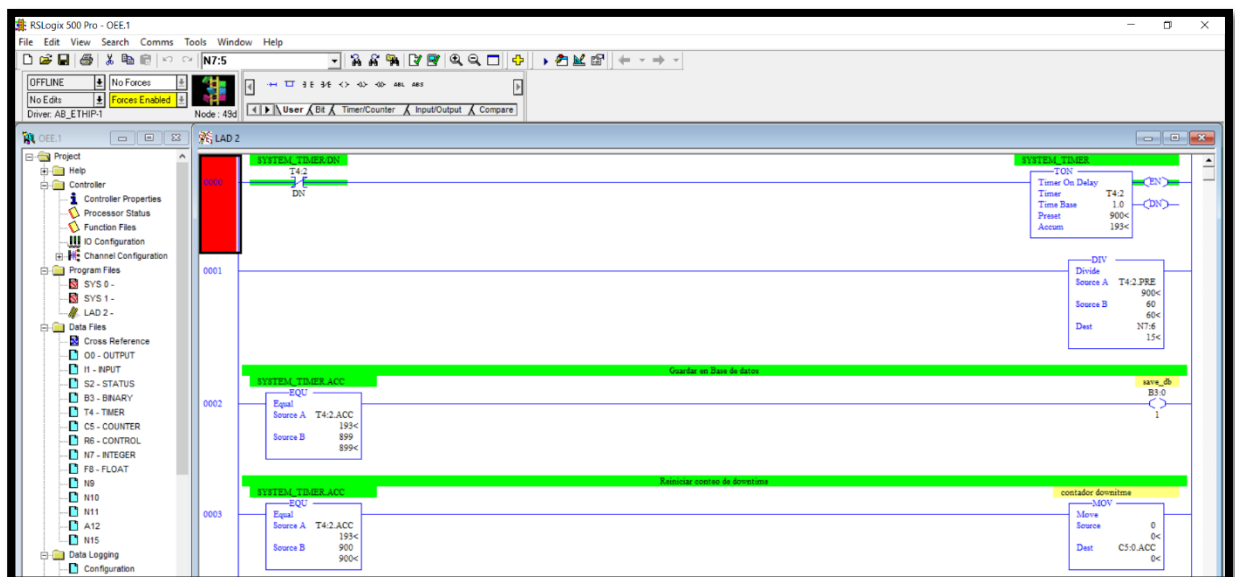 RSLogix 500 Pro - OEE.1
File Edit View Search Comms Tools Window Help
N7:5
OFFLINE No Forces
No Edits Forces Enabled
Driver: AB_ETHIP-1 Node : 49d
ABL ABS
User Bit Timer/Counter Input/Output Compare
OEE.1
Project
Help
Controller
Controller Properties
Processor Status
Function Files
IO Configuration
Channel Configuration
Program Files
SYS 0 -
SYS 1 -
LAD 2 -
Data Files
Cross Reference
O0 - OUTPUT
I1 - INPUT
S2 - STATUS
B3 - BINARY
T4 - TIMER
C5 - COUNTER
R6 - CONTROL
N7 - INTEGER
F8 - FLOAT
N9
N10
N11
A12
N15
Data Logging
Configuration
LAD 2
0000
SYSTEM_TIMER/DN
T4:2
DN
SYSTEM_TIMER
TON
Timer On Delay
Timer T4:2
Time Base 1.0
Preset 900<
Accum 193<
EN
DN
0001
DIV
Divide
Source A T4:2.PRE
900<
Source B 60
60<
Dest N7:6
15<
Guardar en Base de datos
0002
SYSTEM_TIMER.ACC
EQU
Equal
Source A T4:2.ACC
193<
Source B 899
899<
save_db
B3:0
1
Reiniciar conteo de downtime
0003
SYSTEM_TIMER.ACC
EQU
Equal
Source A T4:2.ACC
193<
Source B 900
900<
contador downitme
MOV
Move
Source 0
0<
Dest C5:0.ACC
0<